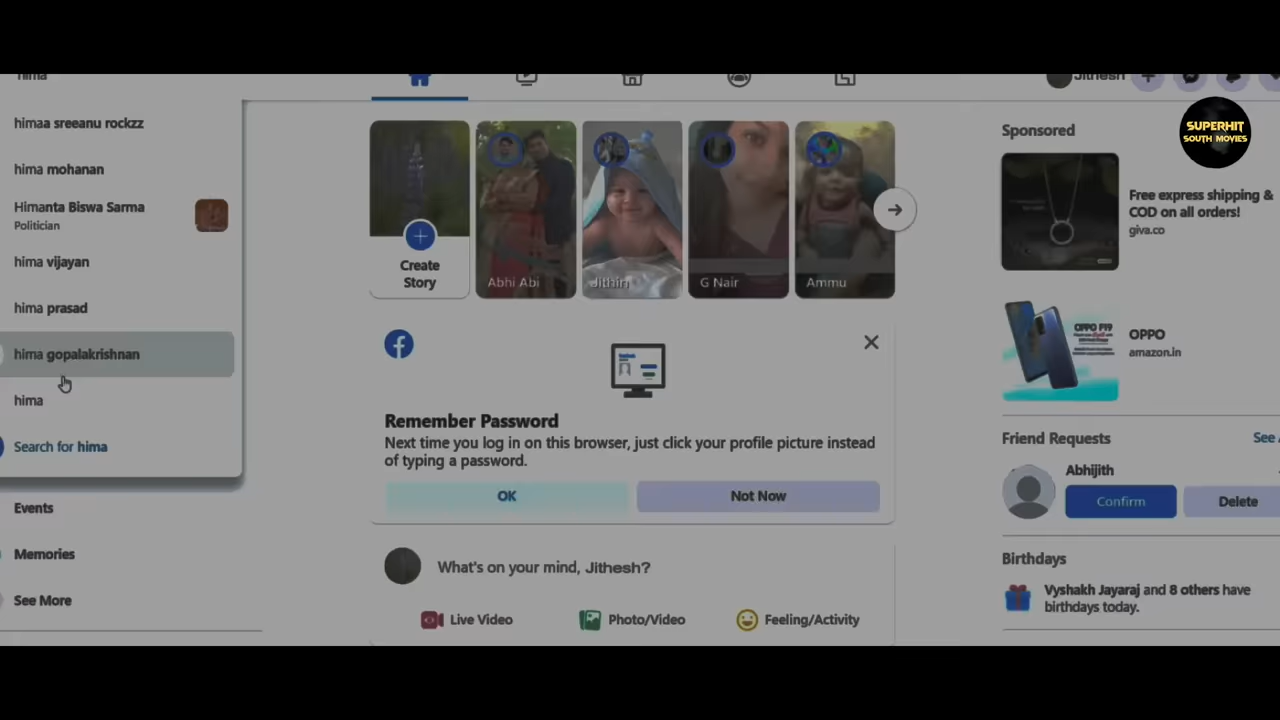 hima
Jithesh
himaa sreeanu rockzz
hima mohanan
Himanta Biswa Sarma
Politician
hima vijayan
hima prasad
hima gopalakrishnan
hima
Search for hima
Events
Memories
See More
Create
Story
Abhi Abi
Jithin
G Nair
Ammu
Remember Password
Next time you log in on this browser, just click your profile picture instead
of typing a password.
OK
Not Now
What's on your mind, Jithesh?
Live Video
Photo/Video
Feeling/Activity
SUPERHIT
SOUTH MOVIES
Sponsored
Free express shipping &
COD on all orders!
giva.co
OPPO F19
OPPO
amazon.in
Friend Requests
See
Abhijith
Confirm
Delete
Birthdays
Vyshakh Jayaraj and 8 others have
birthdays today.